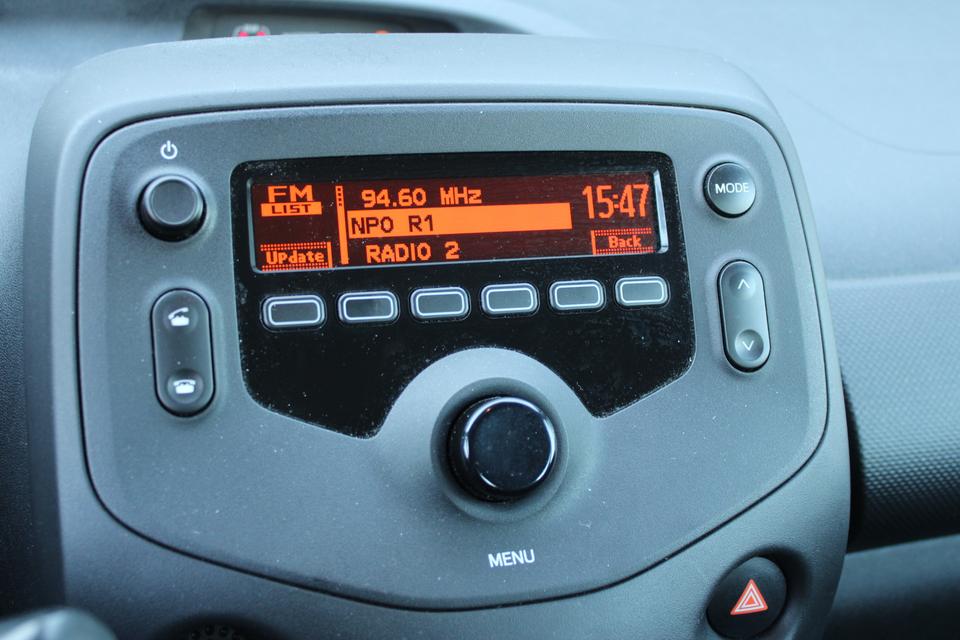 FM
LIST
94.60 MHz
15:47
NPO R1
UPdate
RADIO 2
Back
MODE
MENU